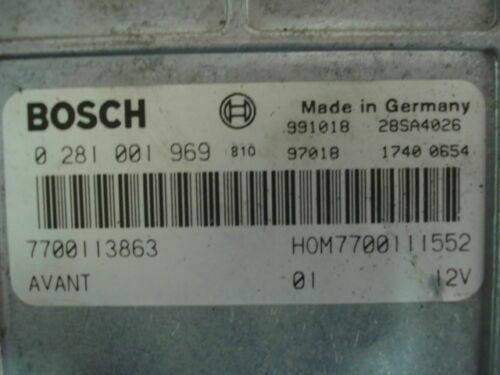 BOSCH Made in Germany
991018 28SA4026
0 281 001 969 810 97018 1740 0654
7700113863 HOM7700111552
AVANT 01 12V